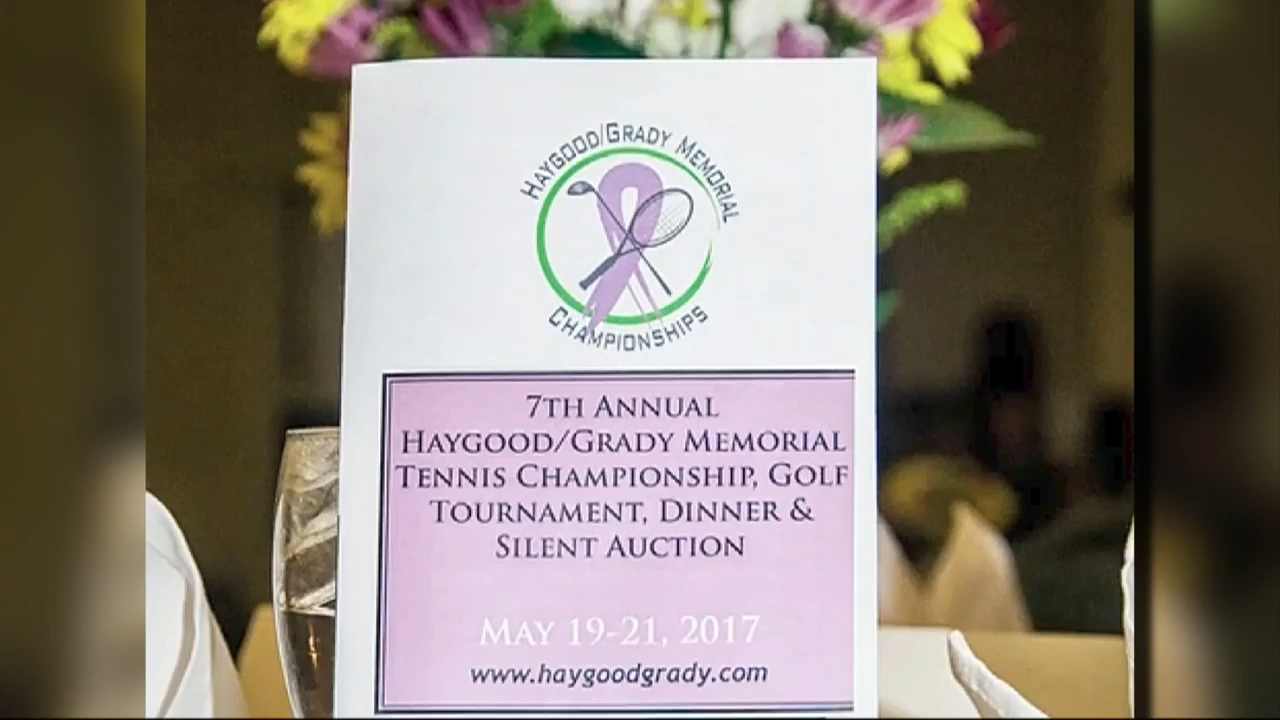 HAYGOOD/GRADY MEMORIAL
CHAMPIONSHIPS
7TH ANNUAL
HAYGOOD/GRADY MEMORIAL
TENNIS CHAMPIONSHIP, GOLF
TOURNAMENT, DINNER &
SILENT AUCTION
MAY 19-21, 2017
www.haygoodgrady.com